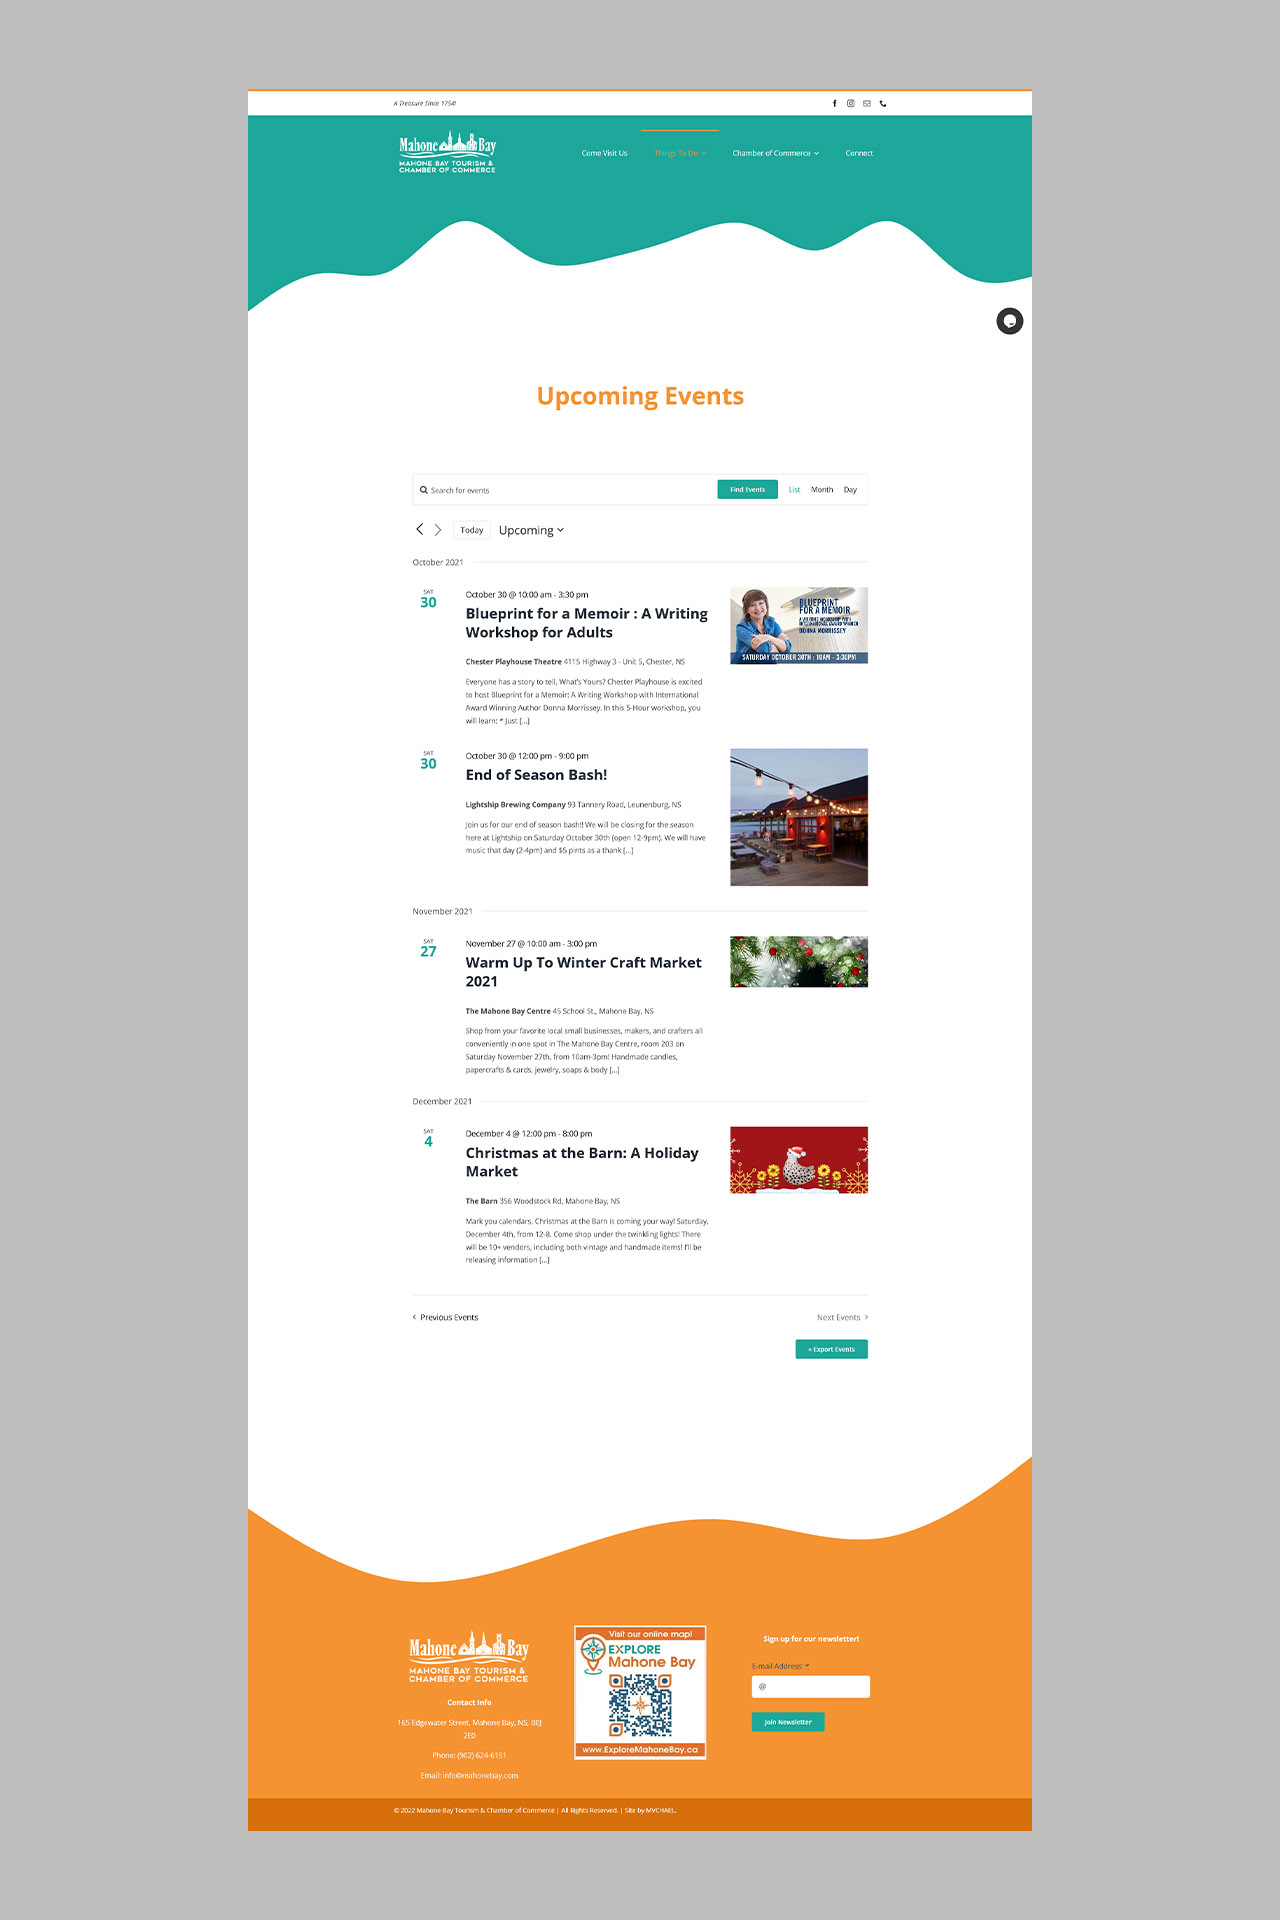 A Treasure Since 1754!
Mahone Bay
MAHONE BAY TOURISM &
CHAMBER OF COMMERCE
Come Visit Us
Things To Do
Chamber of Commerce
Connect
Upcoming Events
Search for events
Find Events
List
Month
Day
Today
Upcoming
October 2021
SAT
30
October 30 @ 10:00 am - 3:30 pm
Blueprint for a Memoir : A Writing
Workshop for Adults
Chester Playhouse Theatre 4115 Highway 3 - Unit 5, Chester, NS
Everyone has a story to tell, What's Yours? Chester Playhouse is excited
to host Blueprint for a Memoir: A Writing Workshop with International
Award Winning Author Donna Morrissey. In this 5-Hour workshop, you
will learn: * Just [...]
BLUEPRINT
FOR A MEMOIR
A WRITING WORKSHOP WITH
INTERNATIONAL AWARD WINNER
DONNA MORRISSEY
SATURDAY OCTOBER 30TH : 10AM - 3:30PM!
SAT
30
October 30 @ 12:00 pm - 9:00 pm
End of Season Bash!
Lightship Brewing Company 93 Tannery Road, Leunenburg, NS
Join us for our end of season bash!! We will be closing for the season
here at Lightship on Saturday October 30th (open 12-9pm). We will have
music that day (2-4pm) and $5 pints as a thank [...]
November 2021
SAT
27
November 27 @ 10:00 am - 3:00 pm
Warm Up To Winter Craft Market
2021
The Mahone Bay Centre 45 School St., Mahone Bay, NS
Shop from your favorite local small businesses, makers, and crafters all
conveniently in one spot in The Mahone Bay Centre, room 203 on
Saturday November 27th, from 10am-3pm! Handmade candles,
papercrafts & cards, jewelry, soaps & body [...]
December 2021
SAT
4
December 4 @ 12:00 pm - 8:00 pm
Christmas at the Barn: A Holiday
Market
The Barn 356 Woodstock Rd, Mahone Bay, NS
Mark you calendars, Christmas at the Barn is coming your way! Saturday,
December 4th, from 12-8. Come shop under the twinkling lights! There
will be 10+ vendors, including both vintage and handmade items! I'll be
releasing information [...]
Previous Events
Next Events
+ Export Events
Mahone Bay
MAHONE BAY TOURISM &
CHAMBER OF COMMERCE
Contact Info
165 Edgewater Street, Mahone Bay, NS, B0J
2E0
Phone: (902) 624-6151
Email: info@mahonebay.com
Visit our online map!
EXPLORE
Mahone Bay
www.ExploreMahoneBay.ca
Sign up for our newsletter!
E-mail Address: *
@
Join Newsletter
© 2022 Mahone Bay Tourism & Chamber of Commerce | All Rights Reserved. | Site by MVCHAEL.